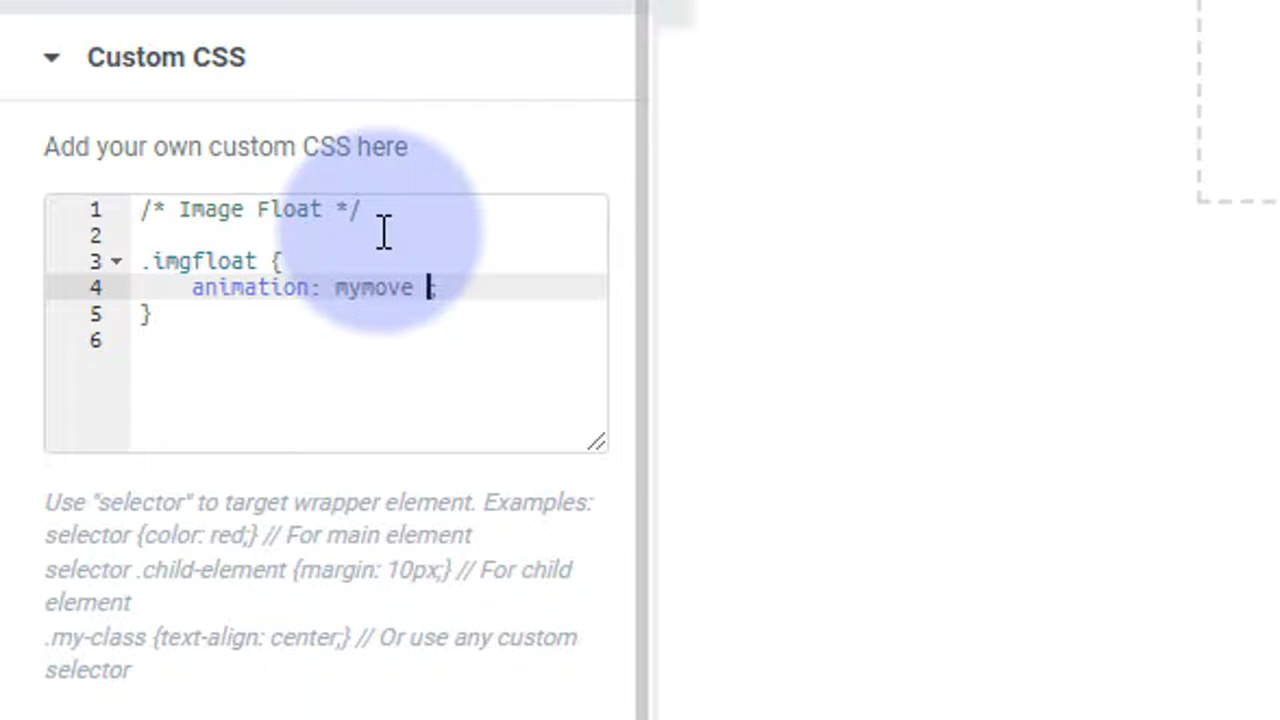 Custom CSS
Add your own custom CSS here
1 /* Image Float */
2
3 .imgfloat {
4 animation: mymove ;
5 }
6
Use "selector" to target wrapper element. Examples:
selector {color: red;} // For main element
selector .child-element {margin: 10px;} // For child
element
.my-class {text-align: center;} // Or use any custom
selector